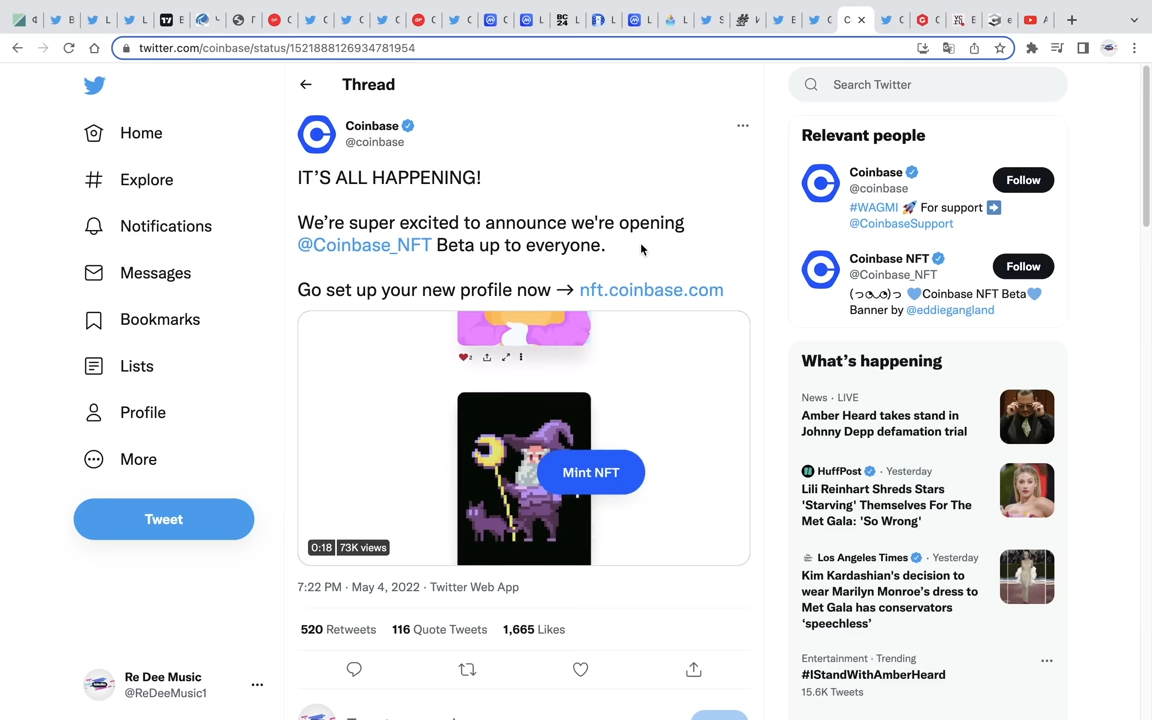 twitter.com/coinbase/status/1521888126934781954
Thread
Search Twitter
Home
Explore
Notifications
Messages
Bookmarks
Lists
Profile
More
Tweet
Re Dee Music
@ReDeeMusic1
Coinbase
@coinbase
IT’S ALL HAPPENING!
We’re super excited to announce we're opening
@Coinbase_NFT Beta up to everyone.
Go set up your new profile now → nft.coinbase.com
2
Mint NFT
0:18 73K views
7:22 PM · May 4, 2022 · Twitter Web App
520 Retweets 116 Quote Tweets 1,665 Likes
Relevant people
Coinbase
@coinbase
Follow
#WAGMI 🚀 For support ➡️
@CoinbaseSupport
Coinbase NFT
@Coinbase_NFT
Follow
(っ◔◡◔)っ 💙Coinbase NFT Beta💙
Banner by @eddiegangland
What’s happening
News · LIVE
Amber Heard takes stand in
Johnny Depp defamation trial
HuffPost · Yesterday
Lili Reinhart Shreds Stars
'Starving' Themselves For The
Met Gala: 'So Wrong'
Los Angeles Times · Yesterday
Kim Kardashian's decision to
wear Marilyn Monroe’s dress to
Met Gala has conservators
‘speechless’
Entertainment · Trending
#IStandWithAmberHeard
15.6K Tweets